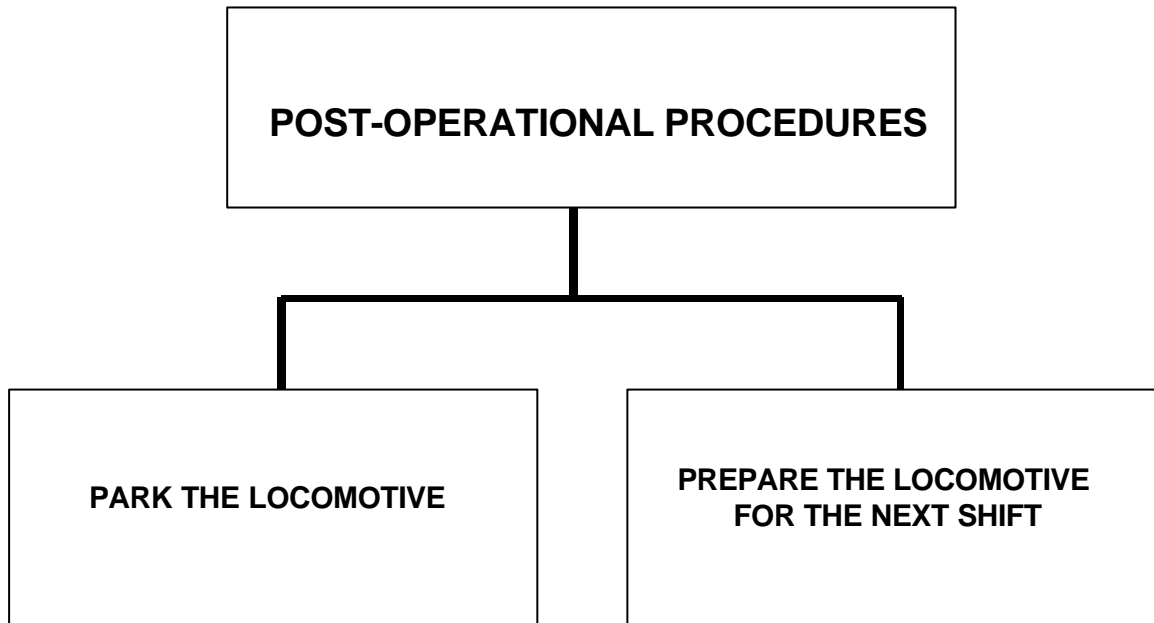 POST-OPERATIONAL PROCEDURES
PARK THE LOCOMOTIVE
PREPARE THE LOCOMOTIVE
FOR THE NEXT SHIFT